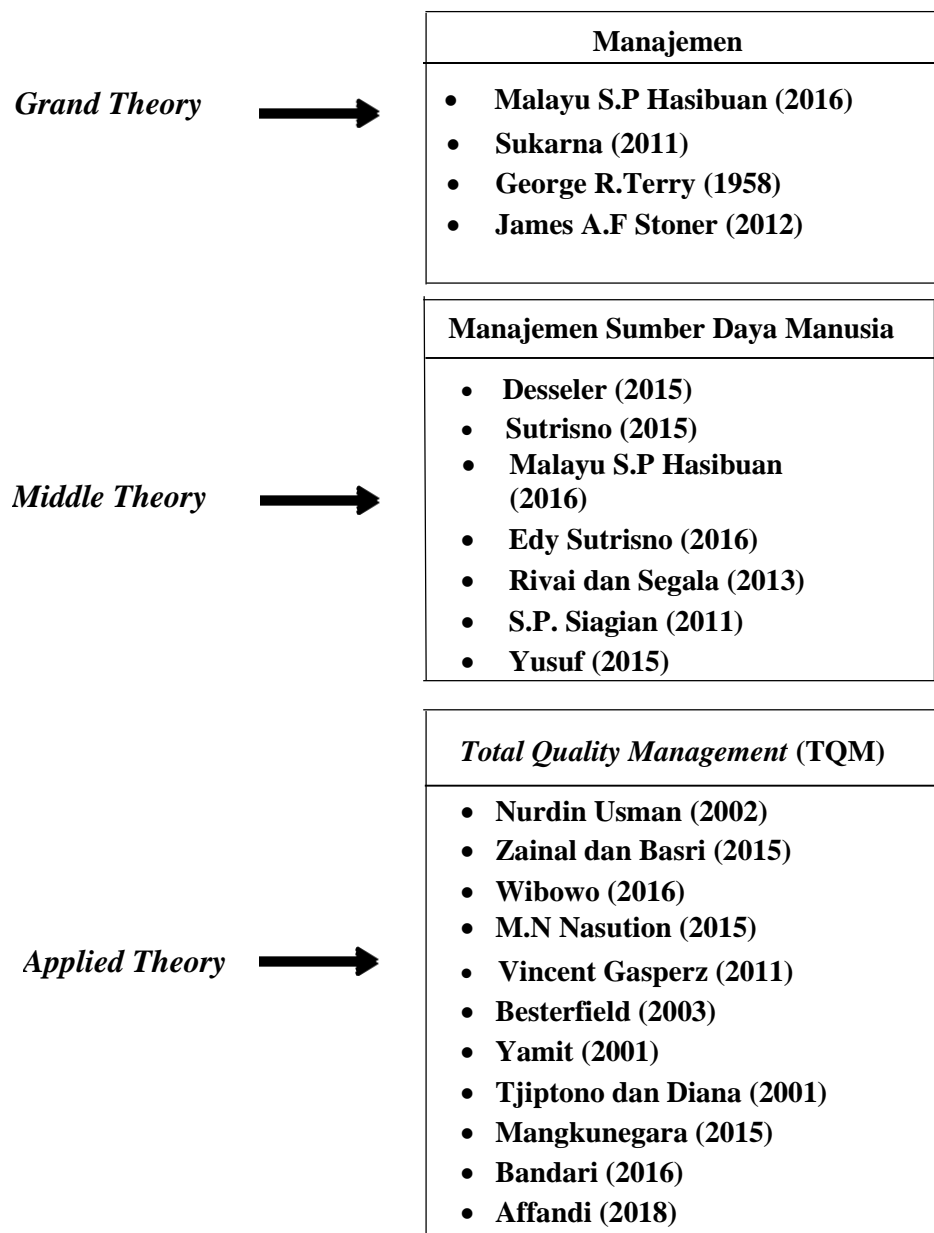 Manajemen
Grand Theory
• Malayu S.P Hasibuan (2016)
• Sukarna (2011)
• George R.Terry (1958)
• James A.F Stoner (2012)
Manajemen Sumber Daya Manusia
Middle Theory
• Desseler (2015)
• Sutrisno (2015)
• Malayu S.P Hasibuan
(2016)
• Edy Sutrisno (2016)
• Rivai dan Segala (2013)
• S.P. Siagian (2011)
• Yusuf (2015)
Total Quality Management (TQM)
Applied Theory
• Nurdin Usman (2002)
• Zainal dan Basri (2015)
• Wibowo (2016)
• M.N Nasution (2015)
• Vincent Gasperz (2011)
• Besterfield (2003)
• Yamit (2001)
• Tjiptono dan Diana (2001)
• Mangkunegara (2015)
• Bandari (2016)
• Affandi (2018)